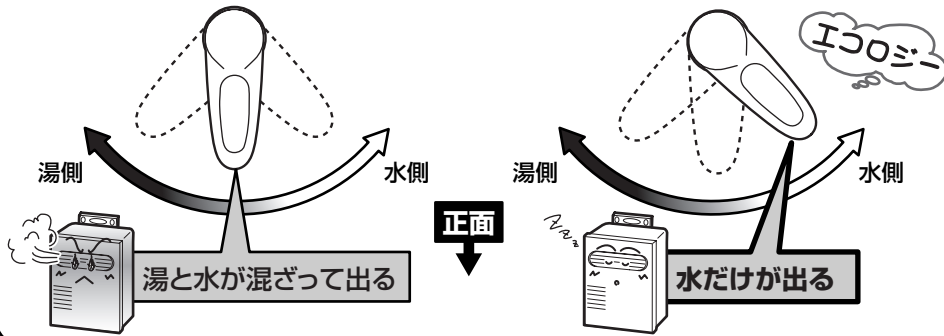 エコロジー
湯側
水側
湯側
水側
正面
湯と水が混ざって出る
zzz
水だけが出る